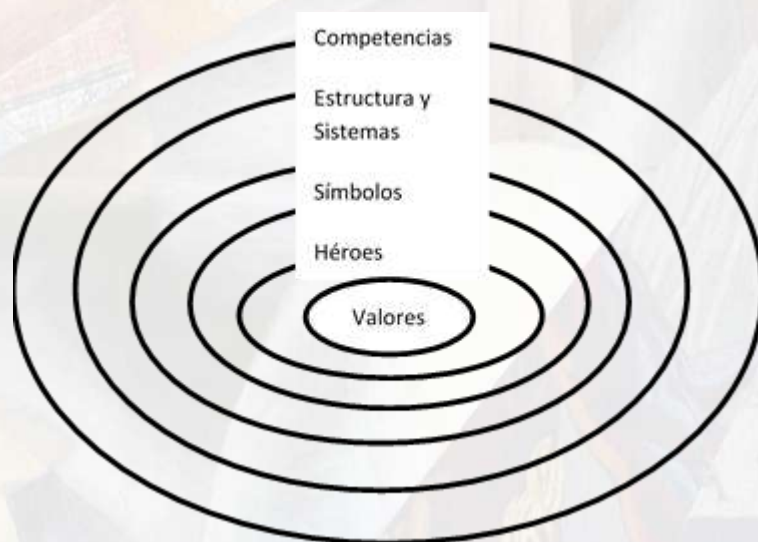 Competencias
Estructura y
Sistemas
Símbolos
Héroes
Valores